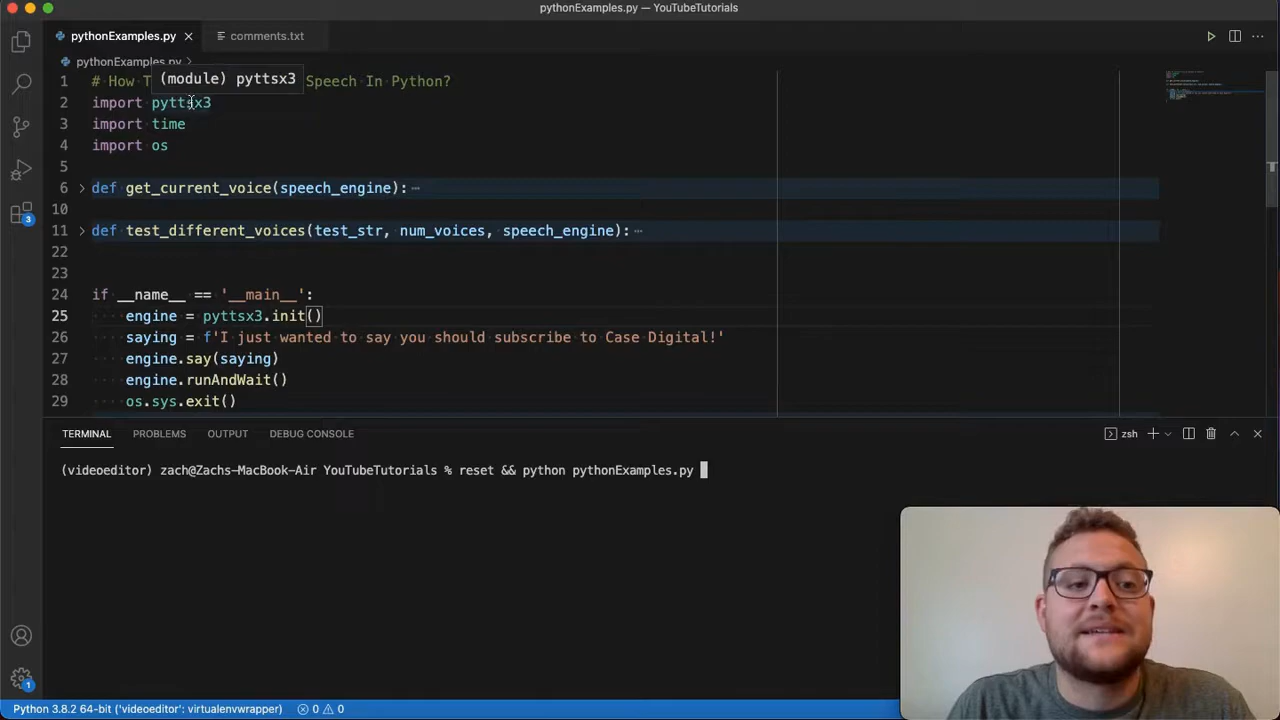 pythonExamples.py — YouTubeTutorials
pythonExamples.py
comments.txt
pythonExamples.py
(module) pyttsx3
1 # How T Speech In Python?
2 import pyttsx3
3 import time
4 import os
5
6 def get_current_voice(speech_engine):
10
11 def test_different_voices(test_str, num_voices, speech_engine):
22
23
24 if __name__ == '__main__':
25 engine = pyttsx3.init()
26 saying = f'I just wanted to say you should subscribe to Case Digital!'
27 engine.say(saying)
28 engine.runAndWait()
29 os.sys.exit()
TERMINAL PROBLEMS OUTPUT DEBUG CONSOLE zsh
(videoeditor) zach@Zachs-MacBook-Air YouTubeTutorials % reset && python pythonExamples.py
3
1
Python 3.8.2 64-bit ('videoeditor': virtualenvwrapper) 0 0